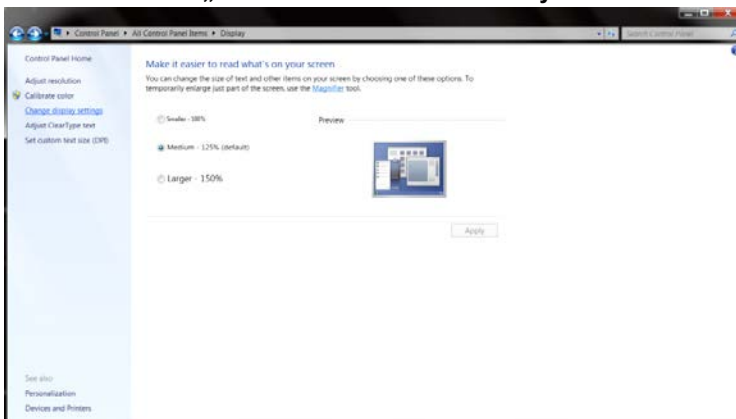 Control Panel ▸ All Control Panel Items ▸ Display
Search Control Panel
Control Panel Home
Adjust resolution
Calibrate color
Change display settings
Adjust ClearType text
Set custom text size (DPI)
Make it easier to read what's on your screen
You can change the size of text and other items on your screen by choosing one of these options. To
temporarily enlarge just part of the screen, use the Magnifier tool.
Smaller - 100%
Preview
Medium - 125% (default)
Larger - 150%
Apply
See also
Personalization
Devices and Printers